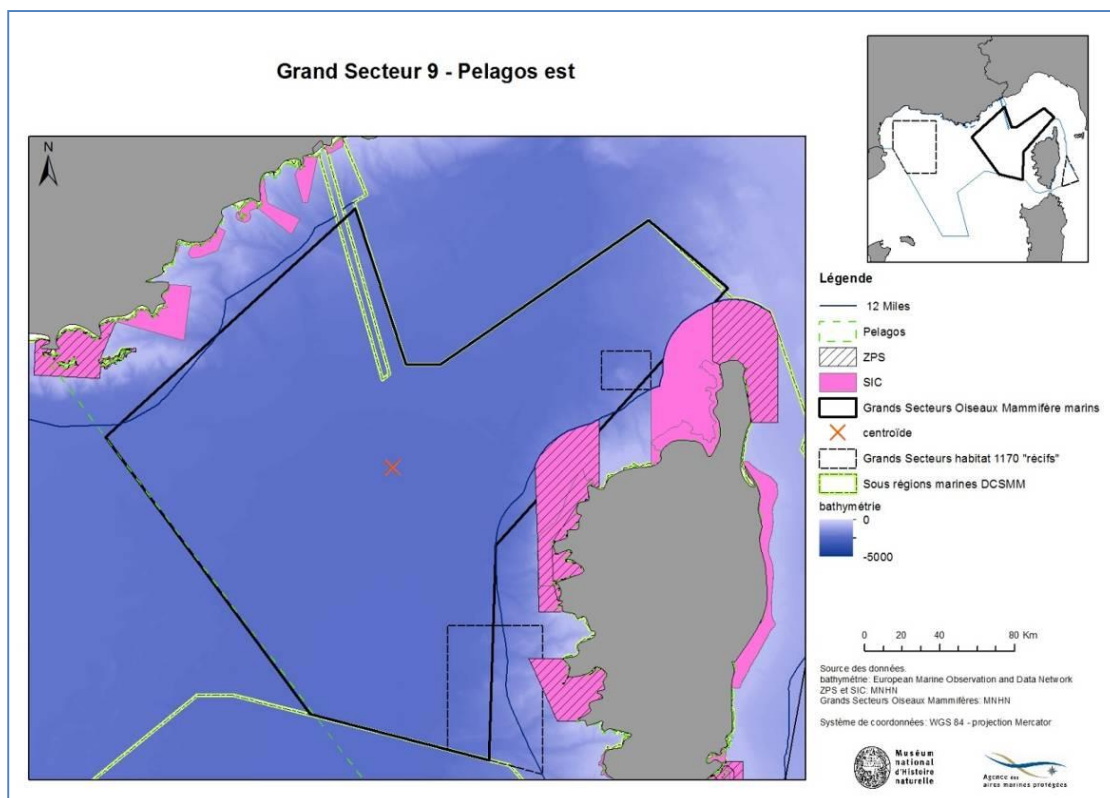 Grand Secteur 9 - Pelagos est
N
Légende
12 Miles
Pelagos
ZPS
SIC
Grands Secteurs Oiseaux Mammifère marins
centroïde
Grands Secteurs habitat 1170 "récifs"
Sous régions marines DCSMM
bathymétrie
0
-5000
0 20 40 80 Km
Source des données.
bathymétrie: European Marine Observation and Data Network
ZPS et SIC: MNHN
Grands Secteurs Oiseaux Mammifères: MNHN
Système de coordonnées: WGS 84 - projection Mercator
Muséum
national
d'Histoire
naturelle
Agence des
aires marines protégées